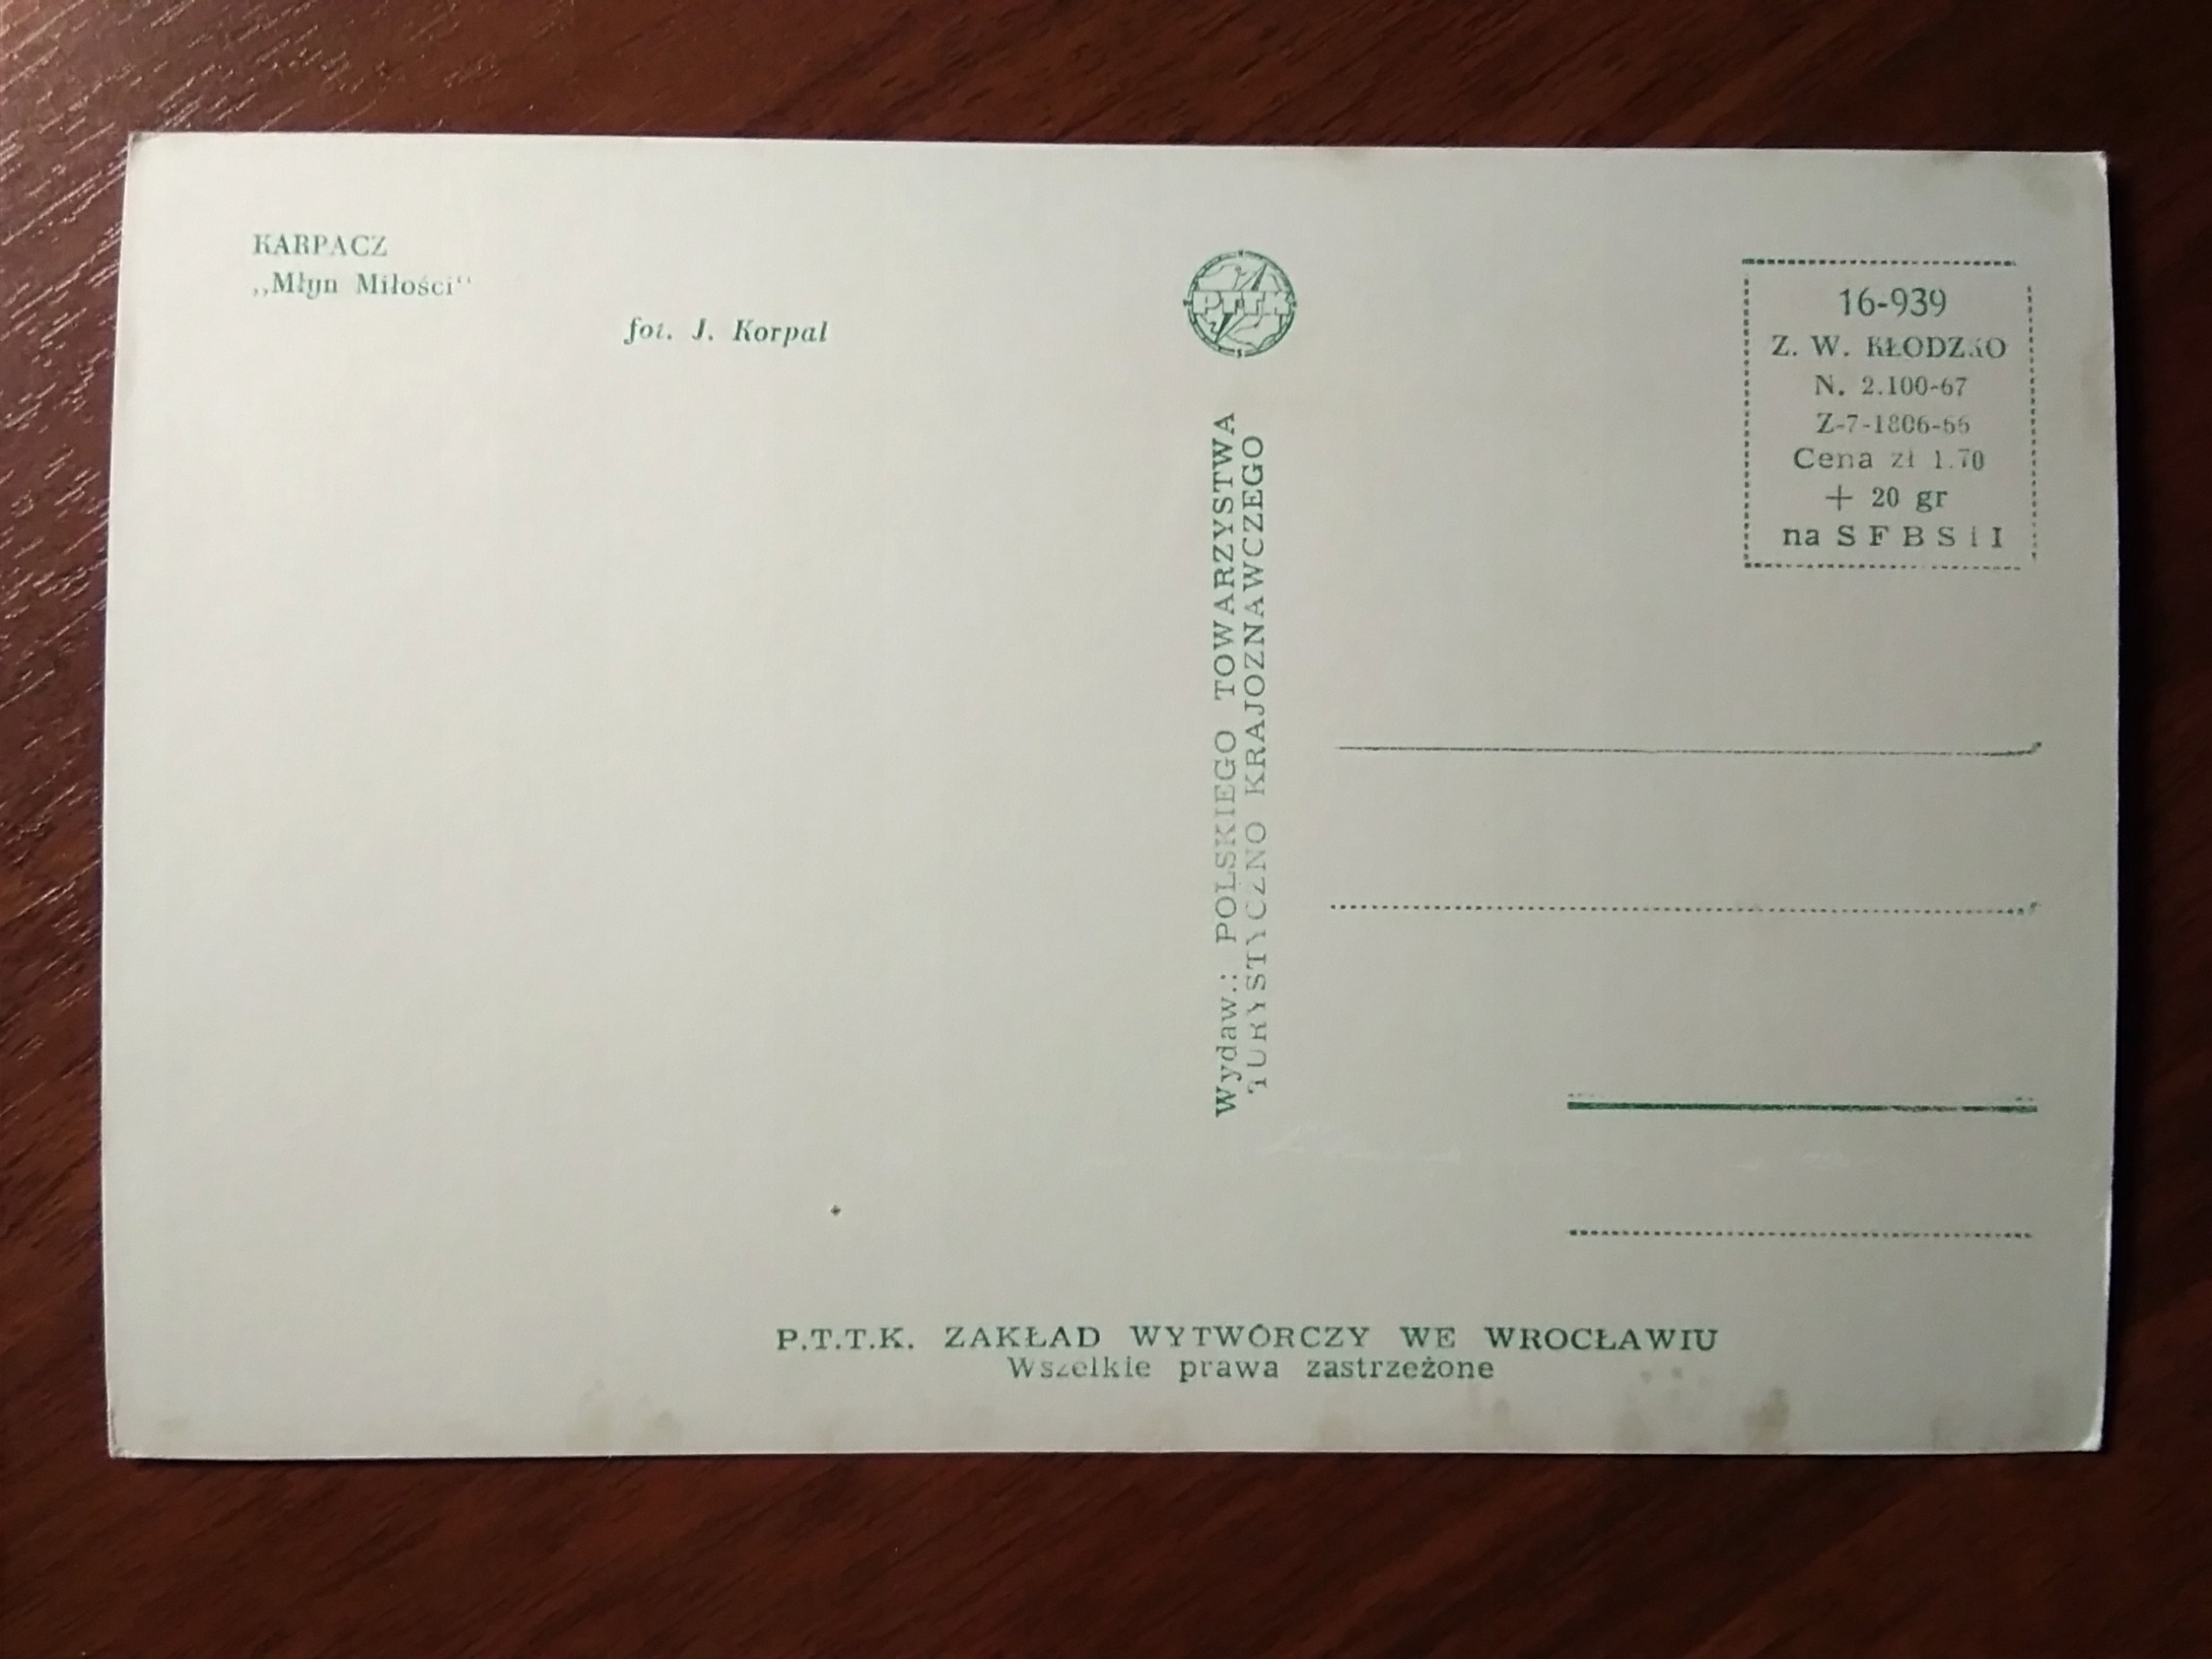 KARPACZ
„Młyn Miłości“
fot. J. Korpal
PTTK
Wydaw.: POLSKIEGO TOWARZYSTWA
TURYSTYCZNO KRAJOZNAWCZEGO
16-939
Z. W. KŁODZKO
N. 2.100-67
Z-7-1806-66
Cena zł 1.70
+ 20 gr
na S F B S i I
P.T.T.K. ZAKŁAD WYTWÓRCZY WE WROCŁAWIU
Wszelkie prawa zastrzeżone